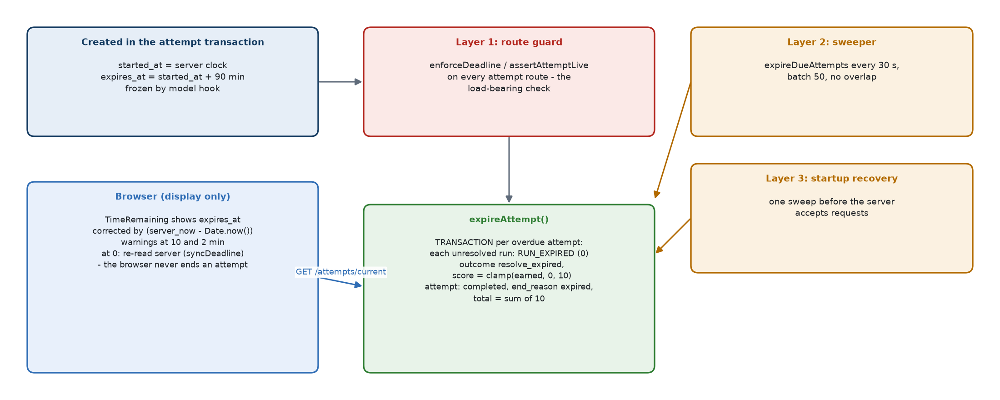 Created in the attempt transaction
started_at = server clock
expires_at = started_at + 90 min
frozen by model hook
Layer 1: route guard
enforceDeadline / assertAttemptLive
on every attempt route - the
load-bearing check
Layer 2: sweeper
expireDueAttempts every 30 s,
batch 50, no overlap
Layer 3: startup recovery
one sweep before the server
accepts requests
Browser (display only)
TimeRemaining shows expires_at
corrected by (server_now - Date.now())
warnings at 10 and 2 min
at 0: re-read server (syncDeadline)
- the browser never ends an attempt
GET /attempts/current
expireAttempt()
TRANSACTION per overdue attempt:
each unresolved run: RUN_EXPIRED (0)
outcome resolve_expired,
score = clamp(earned, 0, 10)
attempt: completed, end_reason expired,
total = sum of 10